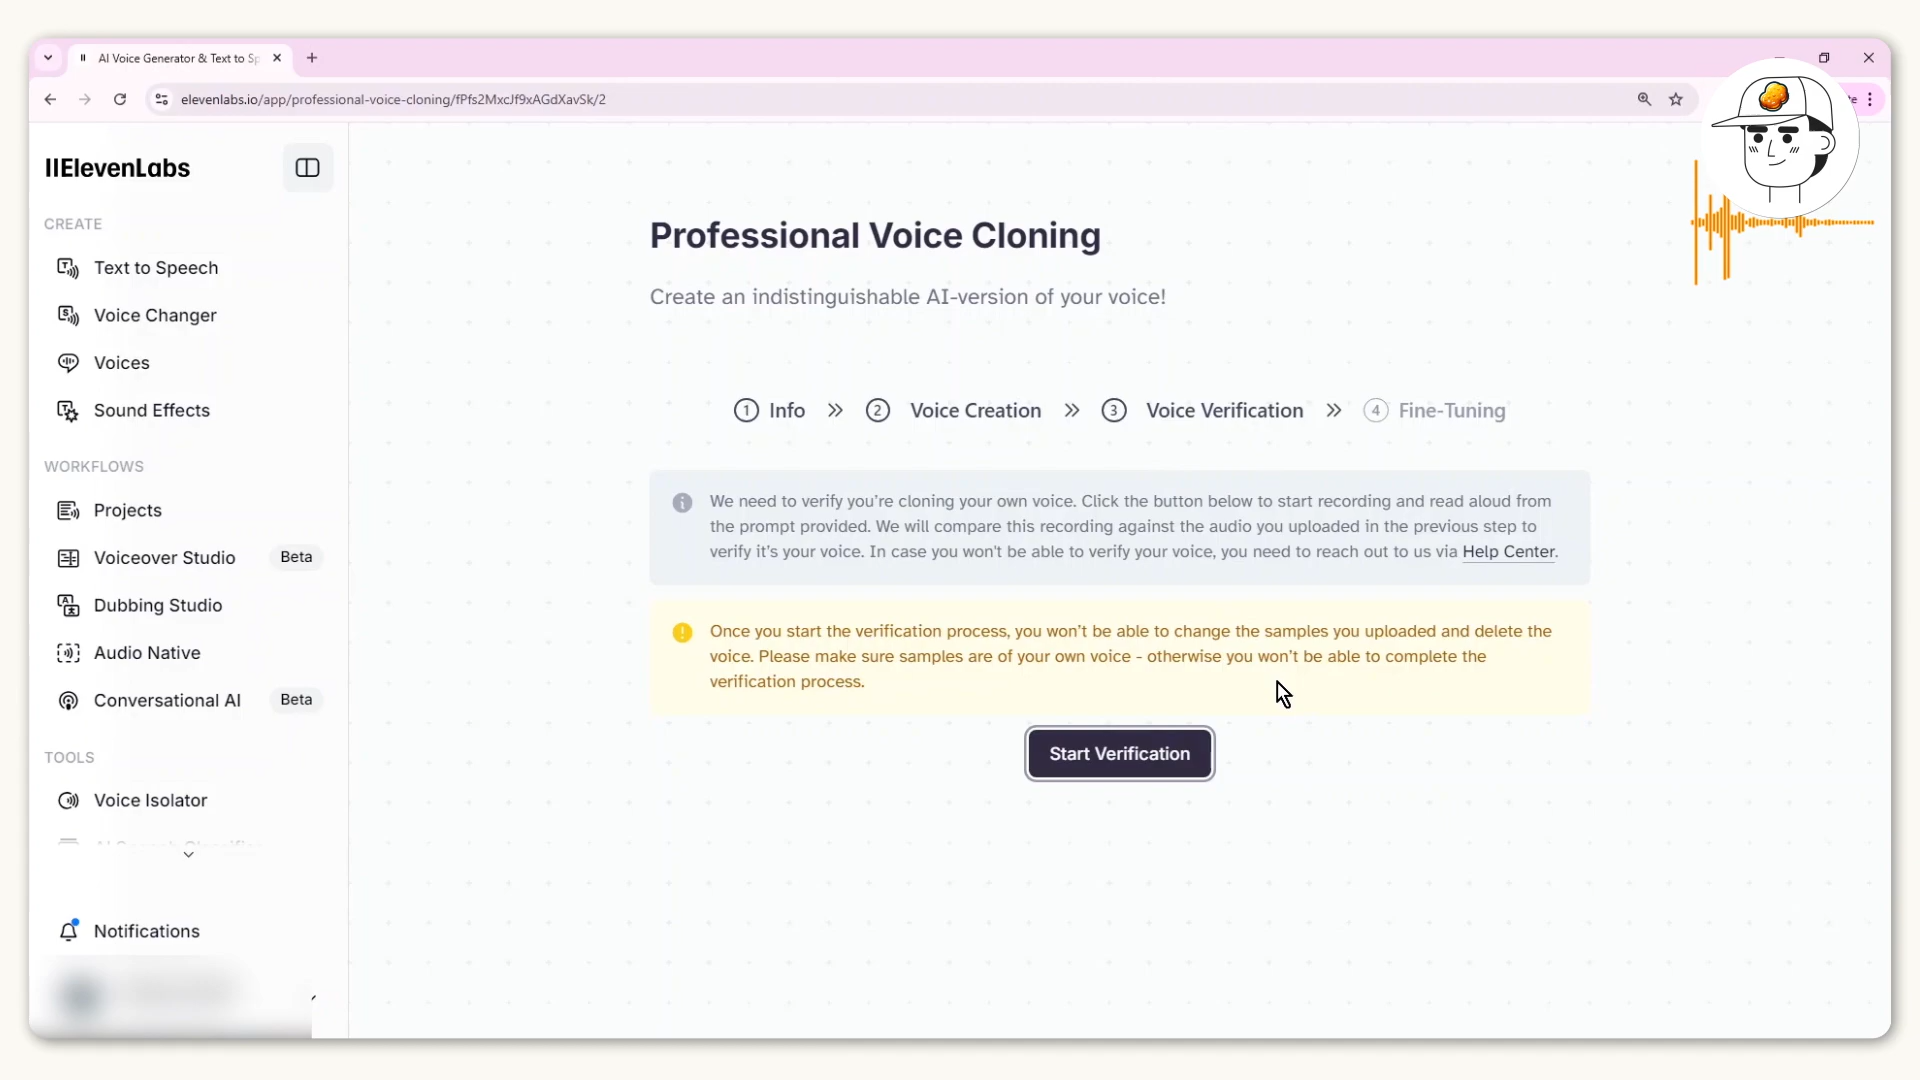 AI Voice Generator & Text to Sp
elevenlabs.io/app/professional-voice-cloning/fPfs2MxcJf9xAGdXavSk/2
IIElevenLabs
CREATE
Text to Speech
Voice Changer
Voices
Sound Effects
WORKFLOWS
Projects
Voiceover Studio Beta
Dubbing Studio
Audio Native
Conversational AI Beta
TOOLS
Voice Isolator
Notifications
Professional Voice Cloning
Create an indistinguishable AI-version of your voice!
1 Info » 2 Voice Creation » 3 Voice Verification » 4 Fine-Tuning
We need to verify you’re cloning your own voice. Click the button below to start recording and read aloud from
the prompt provided. We will compare this recording against the audio you uploaded in the previous step to
verify it’s your voice. In case you won't be able to verify your voice, you need to reach out to us via Help Center.
Once you start the verification process, you won’t be able to change the samples you uploaded and delete the
voice. Please make sure samples are of your own voice - otherwise you won’t be able to complete the
verification process.
Start Verification